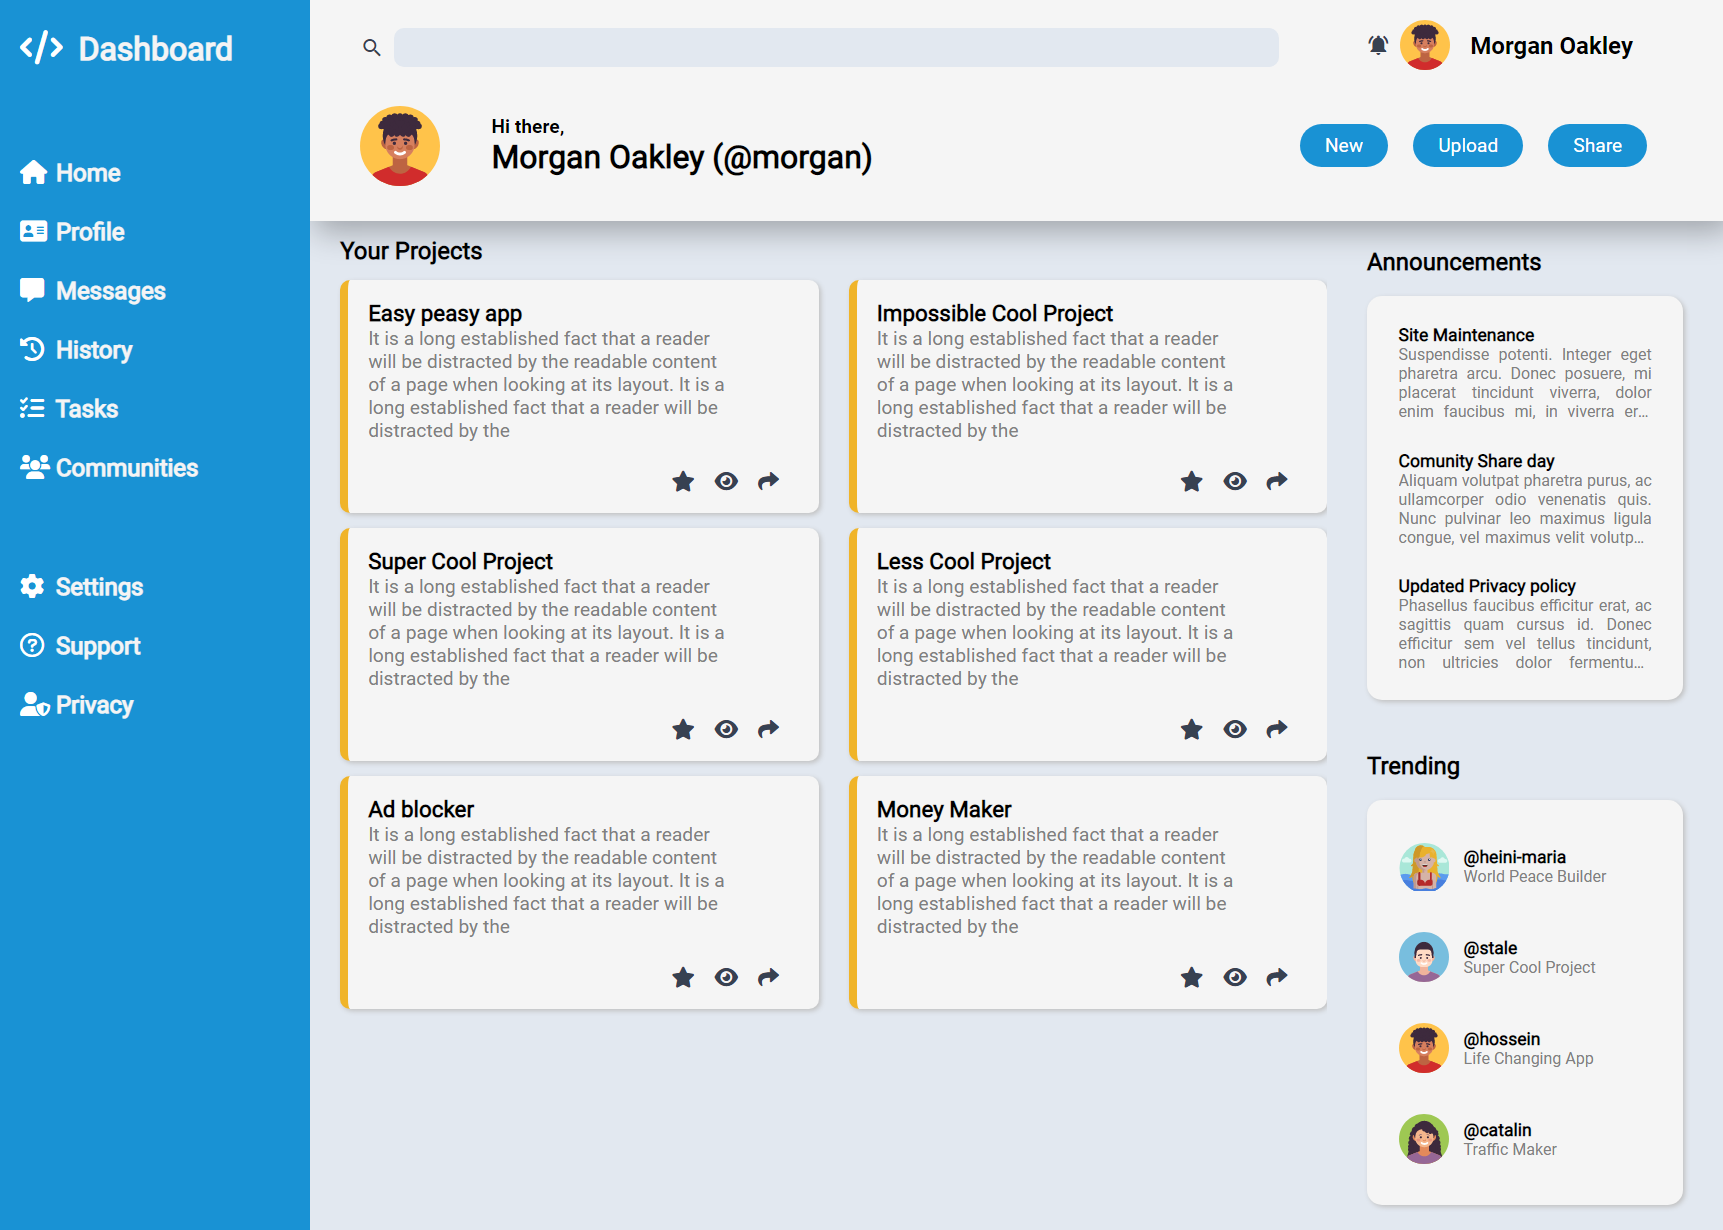 Dashboard
Home
Profile
Messages
History
Tasks
Communities
Settings
Support
Privacy
Morgan Oakley
Hi there,
Morgan Oakley (@morgan)
New
Upload
Share
Your Projects
Easy peasy app
It is a long established fact that a reader
will be distracted by the readable content
of a page when looking at its layout. It is a
long established fact that a reader will be
distracted by the
Impossible Cool Project
It is a long established fact that a reader
will be distracted by the readable content
of a page when looking at its layout. It is a
long established fact that a reader will be
distracted by the
Super Cool Project
It is a long established fact that a reader
will be distracted by the readable content
of a page when looking at its layout. It is a
long established fact that a reader will be
distracted by the
Less Cool Project
It is a long established fact that a reader
will be distracted by the readable content
of a page when looking at its layout. It is a
long established fact that a reader will be
distracted by the
Ad blocker
It is a long established fact that a reader
will be distracted by the readable content
of a page when looking at its layout. It is a
long established fact that a reader will be
distracted by the
Money Maker
It is a long established fact that a reader
will be distracted by the readable content
of a page when looking at its layout. It is a
long established fact that a reader will be
distracted by the
Announcements
Site Maintenance
Suspendisse potenti. Integer eget
pharetra arcu. Donec posuere, mi
placerat tincidunt viverra, dolor
enim faucibus mi, in viverra er...
Comunity Share day
Aliquam volutpat pharetra purus, ac
ullamcorper odio venenatis quis.
Nunc pulvinar leo maximus ligula
congue, vel maximus velit volutp...
Updated Privacy policy
Phasellus faucibus efficitur erat, ac
sagittis quam cursus id. Donec
efficitur sem vel tellus tincidunt,
non ultricies dolor fermentu...
Trending
@heini-maria
World Peace Builder
@stale
Super Cool Project
@hossein
Life Changing App
@catalin
Traffic Maker